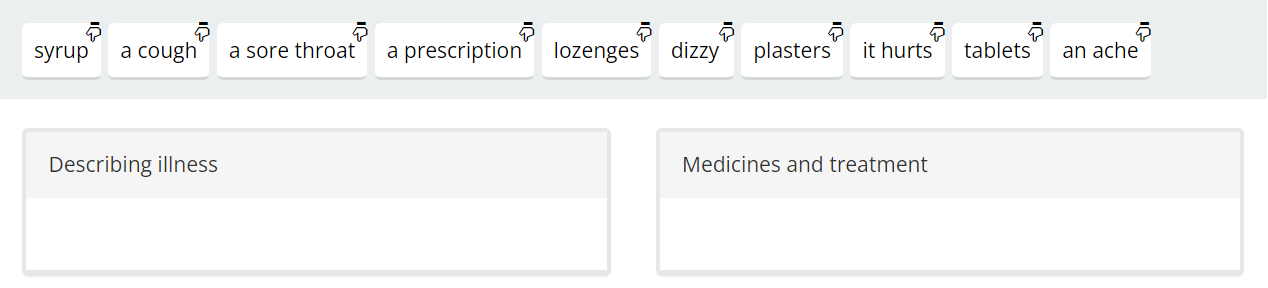 syrup a cough a sore throat a prescription lozenges dizzy plasters it hurts tablets an ache
Describing illness
Medicines and treatment